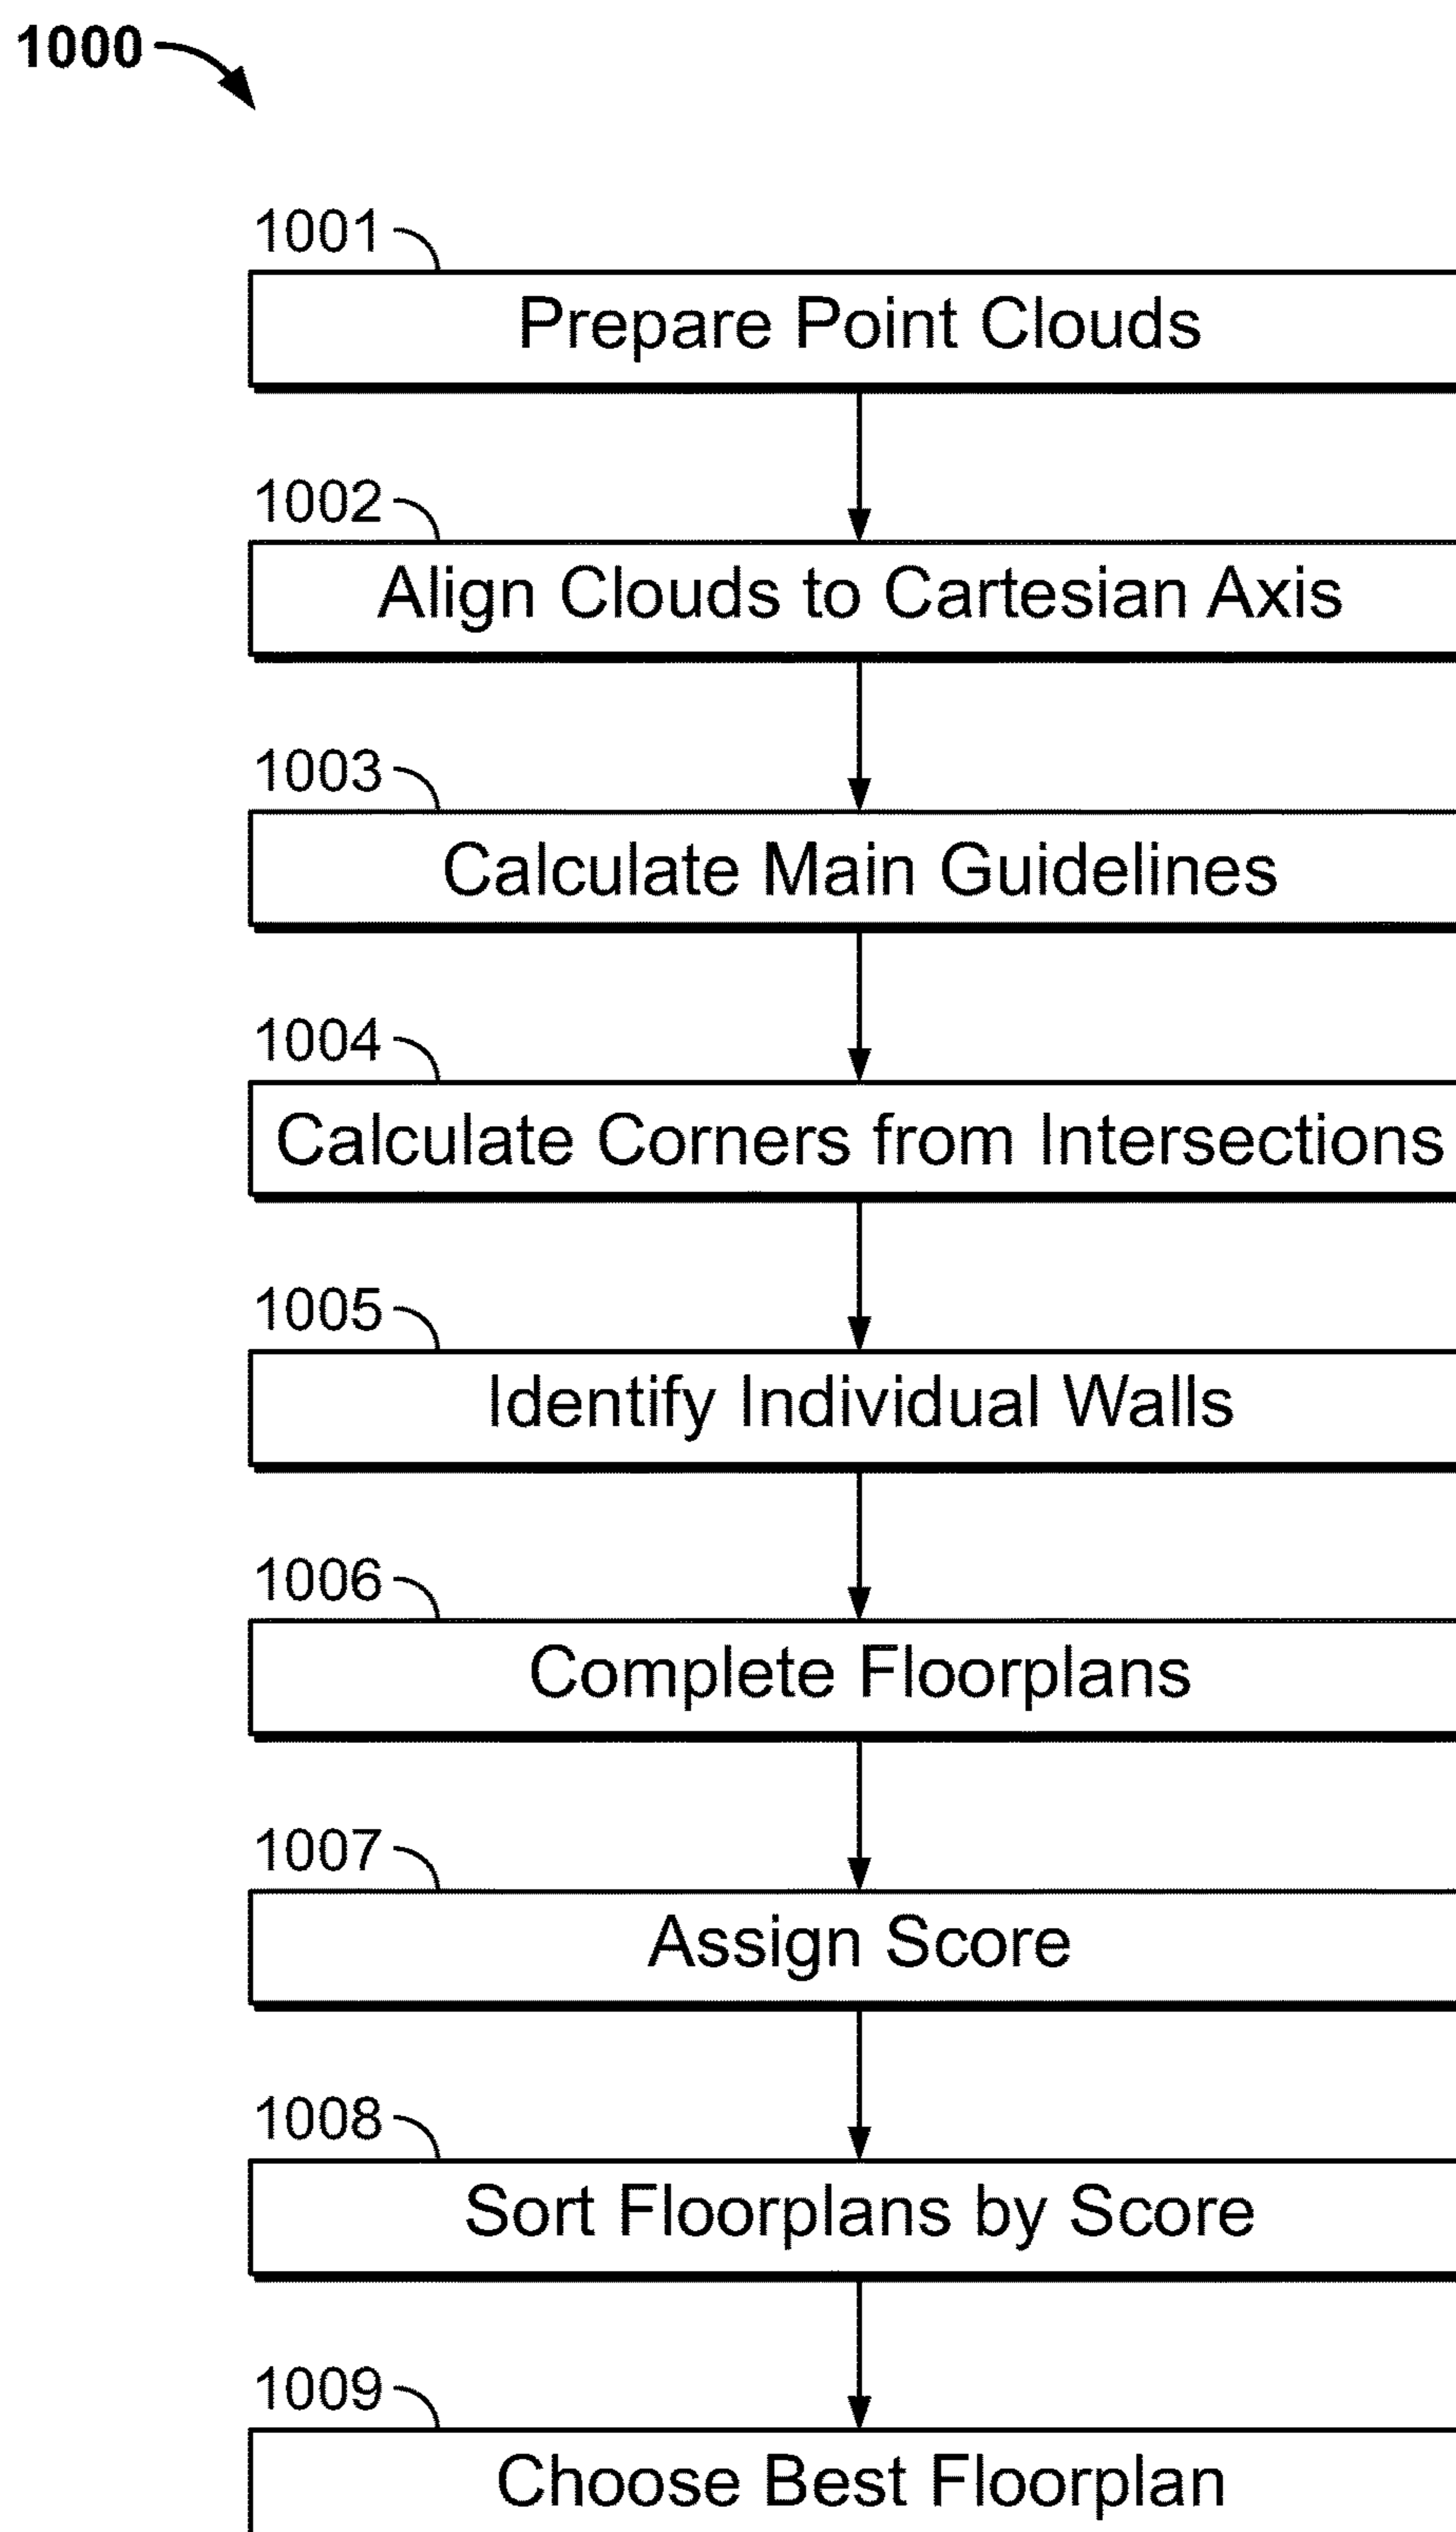 1000
1001
Prepare Point Clouds
1002
Align Clouds to Cartesian Axis
1003
Calculate Main Guidelines
1004
Calculate Corners from Intersections
1005
Identify Individual Walls
1006
Complete Floorplans
1007
Assign Score
1008
Sort Floorplans by Score
1009
Choose Best Floorplan